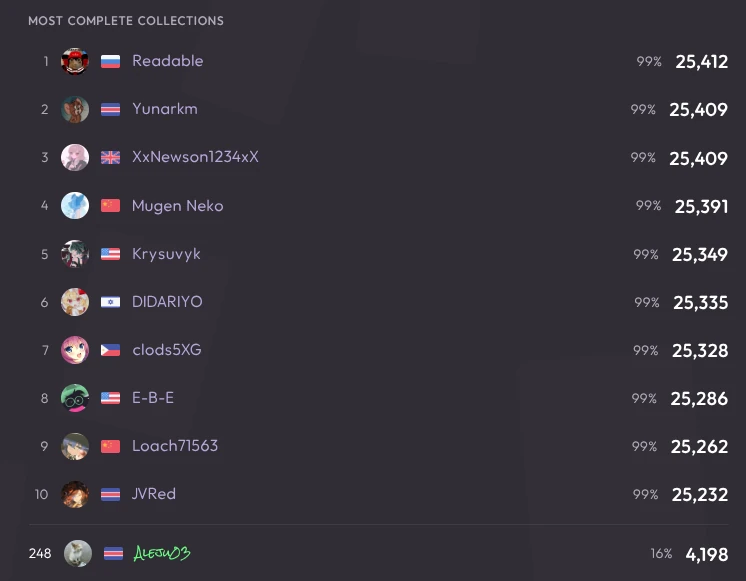 MOST COMPLETE COLLECTIONS
1 Readable 99% 25,412
2 Yunarkm 99% 25,409
3 XxNewson1234xX 99% 25,409
4 Mugen Neko 99% 25,391
5 Krysuvyk 99% 25,349
6 DIDARIYO 99% 25,335
7 clods5XG 99% 25,328
8 E-B-E 99% 25,286
9 Loach71563 99% 25,262
10 JVRed 99% 25,232
248 Aleju03 16% 4,198